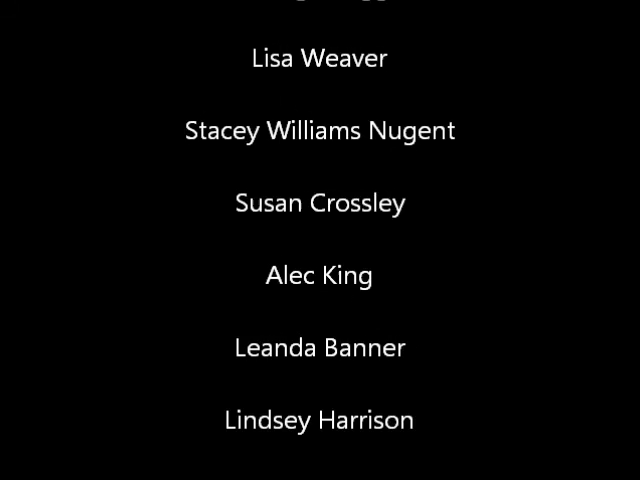 Lisa Weaver
Stacey Williams Nugent
Susan Crossley
Alec King
Leanda Banner
Lindsey Harrison